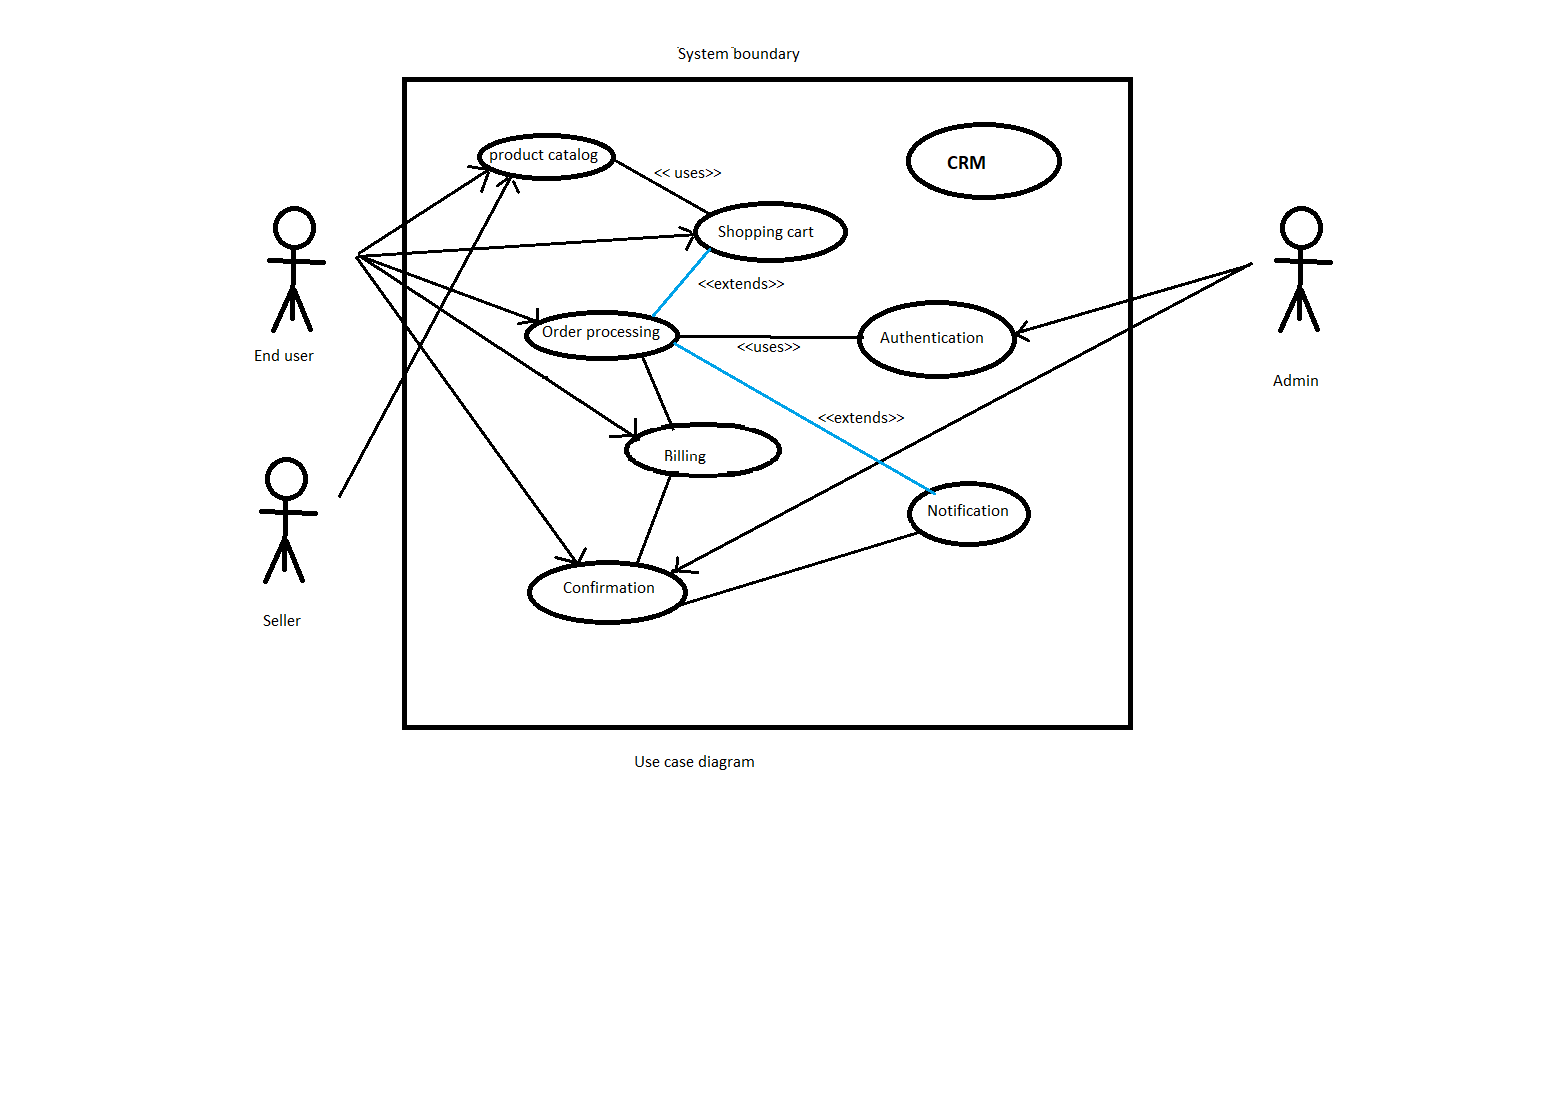 System boundary
product catalog
<< uses>>
CRM
Shopping cart
<<extends>>
Order processing
<<uses>>
Authentication
End user
Admin
<<extends>>
Billing
Notification
Confirmation
Seller
Use case diagram